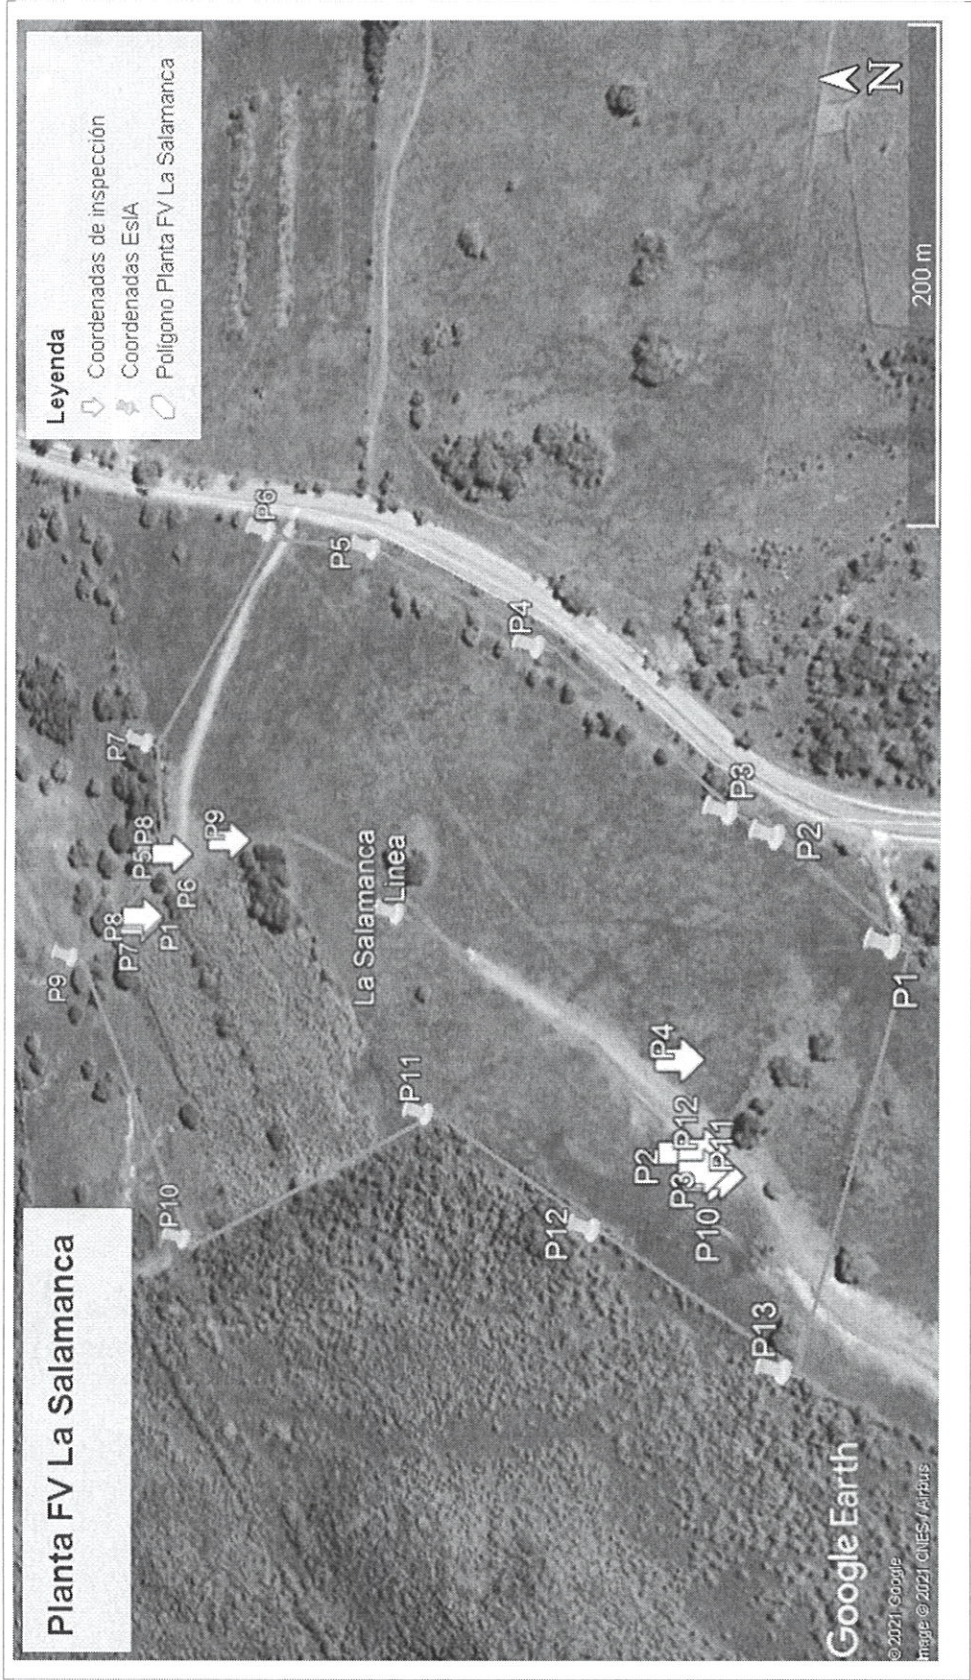 Planta FV La Salamanca
Leyenda
Coordenadas de inspección
Coordenadas EsIA
Polígono Planta FV La Salamanca
P9
P7
P8
P7
P1
P5
P8
P6
P9
P6
P5
P10
La Salamanca
Linea
P11
P4
P12
P2
P4
P12
P3
P11
P10
P3
P2
P13
P1
200 m
N
Google Earth
© 2021 Google
Image © 2021 CNES / Airbus